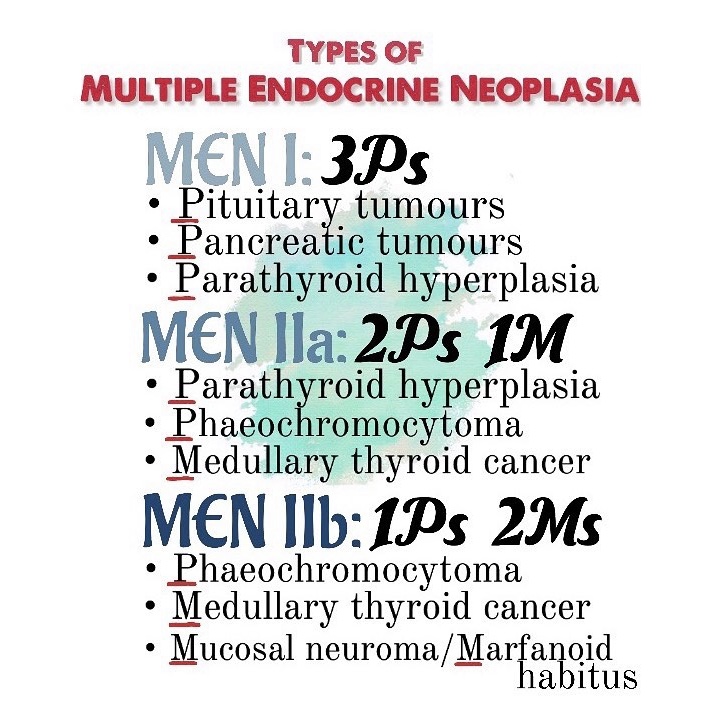 TYPES OF
MULTIPLE ENDOCRINE NEOPLASIA
MEN I: 3Ps
• Pituitary tumours
• Pancreatic tumours
• Parathyroid hyperplasia
MEN IIa: 2Ps 1M
• Parathyroid hyperplasia
• Phaeochromocytoma
• Medullary thyroid cancer
MEN IIb: 1Ps 2Ms
• Phaeochromocytoma
• Medullary thyroid cancer
• Mucosal neuroma/Marfanoid
habitus